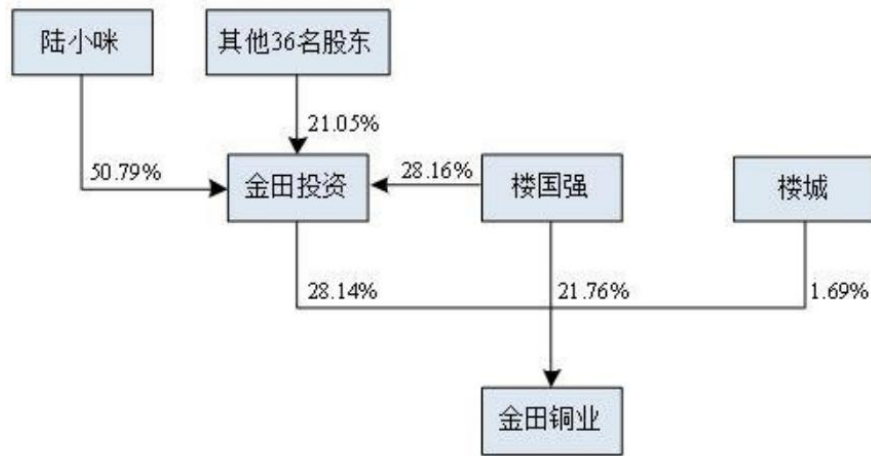 陆小咪
其他36名股东
21.05%
50.79%
金田投资
28.16%
楼国强
楼城
28.14%
21.76%
1.69%
金田铜业